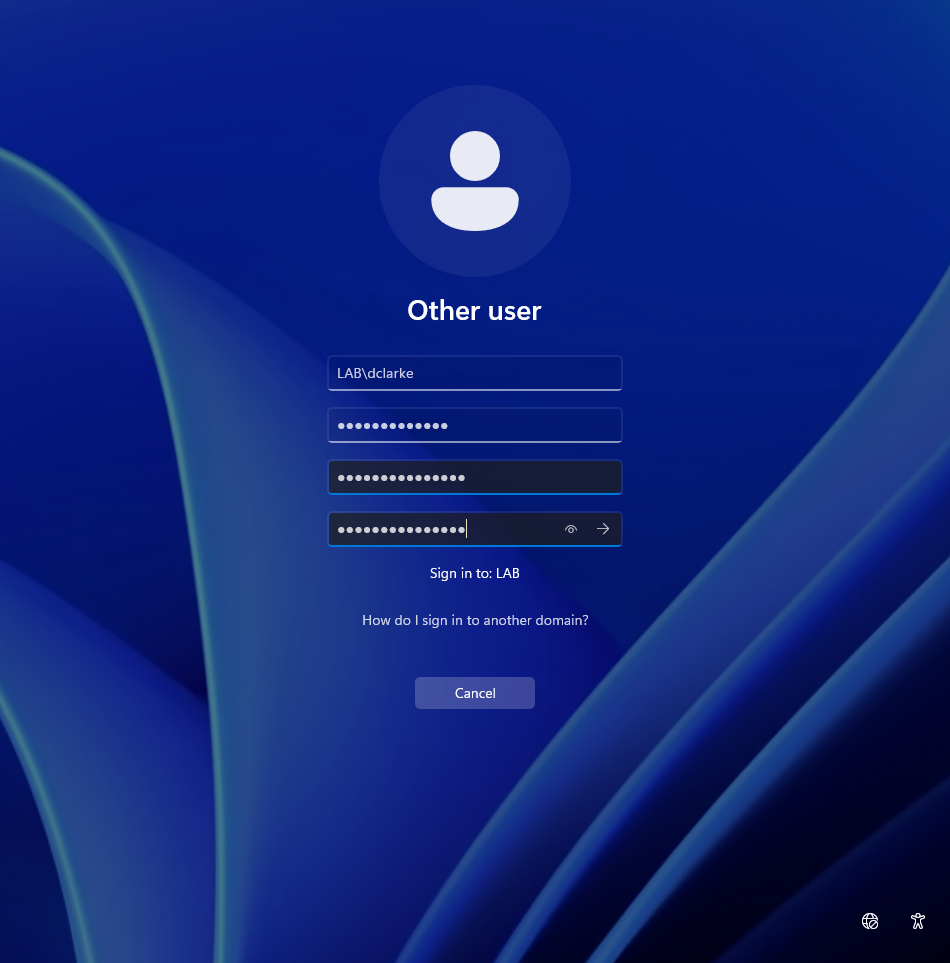 Other user
LAB\dclarke
●●●●●●●●●●●●●
●●●●●●●●●●●●●●●
●●●●●●●●●●●●●●●
Sign in to: LAB
How do I sign in to another domain?
Cancel